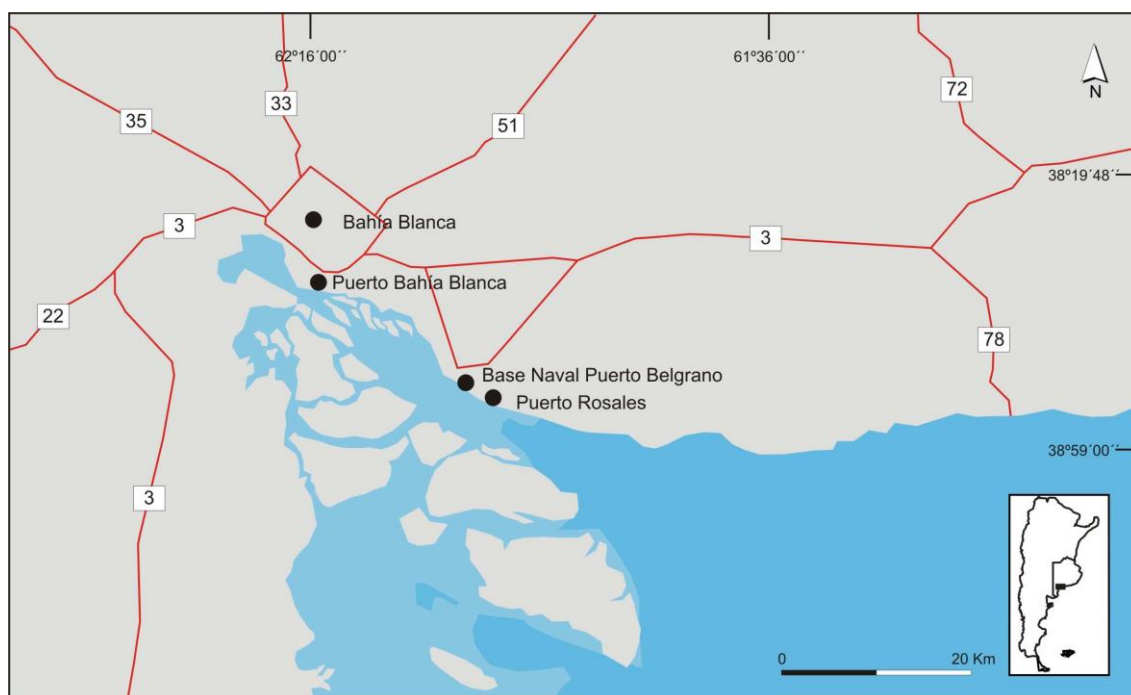 62º16´00´´
61º36´00´´
33
72
N
35
51
38º19´48´´
3
Bahía Blanca
3
Puerto Bahía Blanca
22
78
Base Naval Puerto Belgrano
Puerto Rosales
38º59´00´´
3
0 20 Km